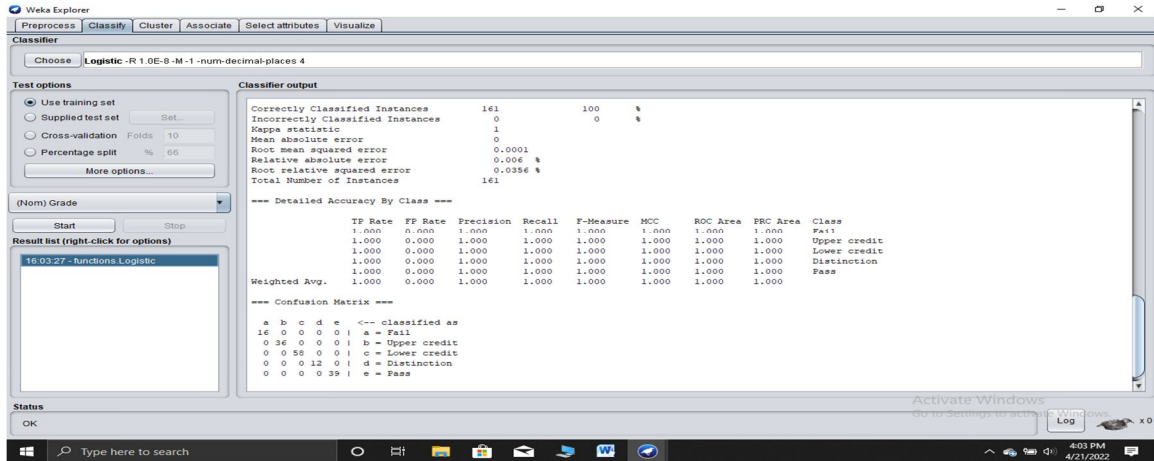 Weka Explorer
Preprocess Classify Cluster Associate Select attributes Visualize
Classifier
Choose Logistic -R 1.0E-8 -M -1 -num-decimal-places 4
Test options
Use training set
Supplied test set Set...
Cross-validation Folds 10
Percentage split % 66
More options...
(Nom) Grade
Start Stop
Result list (right-click for options)
16:03:27 - functions.Logistic
Classifier output
Correctly Classified Instances 161 100 %
Incorrectly Classified Instances 0 0 %
Kappa statistic 1
Mean absolute error 0
Root mean squared error 0.0001
Relative absolute error 0.006 %
Root relative squared error 0.0356 %
Total Number of Instances 161
=== Detailed Accuracy By Class ===
TP Rate FP Rate Precision Recall F-Measure MCC ROC Area PRC Area Class
1.000 0.000 1.000 1.000 1.000 1.000 1.000 1.000 Fail
1.000 0.000 1.000 1.000 1.000 1.000 1.000 1.000 Upper credit
1.000 0.000 1.000 1.000 1.000 1.000 1.000 1.000 Lower credit
1.000 0.000 1.000 1.000 1.000 1.000 1.000 1.000 Distinction
1.000 0.000 1.000 1.000 1.000 1.000 1.000 1.000 Pass
Weighted Avg. 1.000 0.000 1.000 1.000 1.000 1.000 1.000 1.000
=== Confusion Matrix ===
a b c d e <-- classified as
16 0 0 0 0 | a = Fail
0 36 0 0 0 | b = Upper credit
0 0 58 0 0 | c = Lower credit
0 0 0 12 0 | d = Distinction
0 0 0 0 39 | e = Pass
Activate Windows
Go to Settings to activate Windows.
Status
OK
Log x 0
Type here to search
4:03 PM
4/21/2022